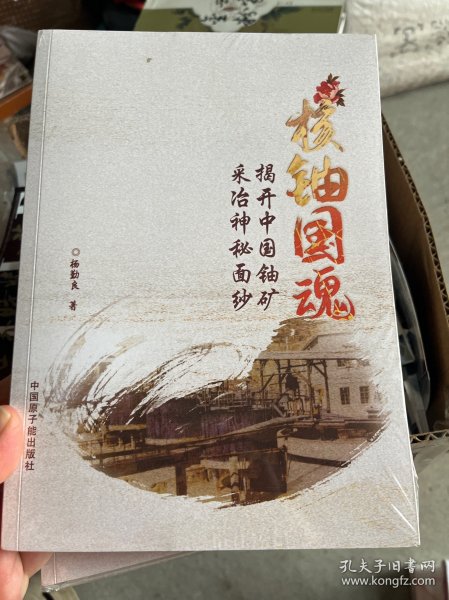 核铀国魂
揭开中国铀矿
采冶神秘面纱
◎杨勤良 著
中国原子能出版社
孔夫子旧书网
www.kongfz.com